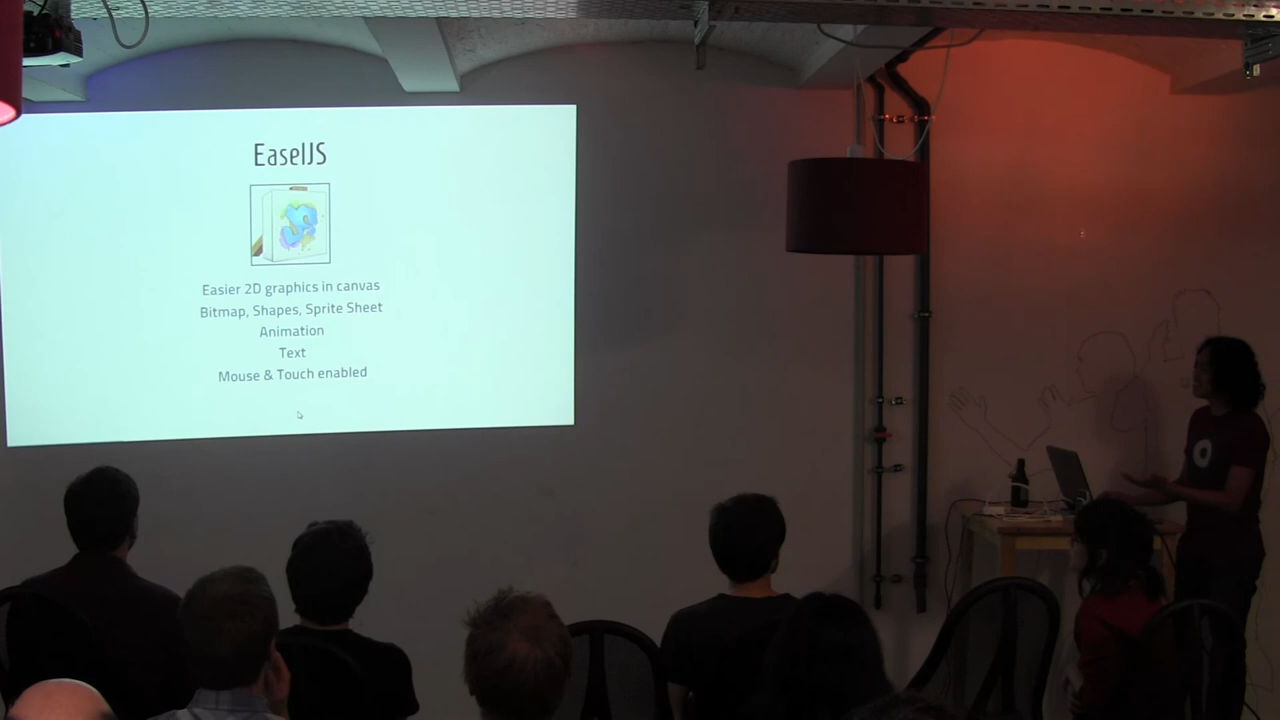 EaselJS
Easier 2D graphics in canvas
Bitmap, Shapes, Sprite Sheet
Animation
Text
Mouse & Touch enabled